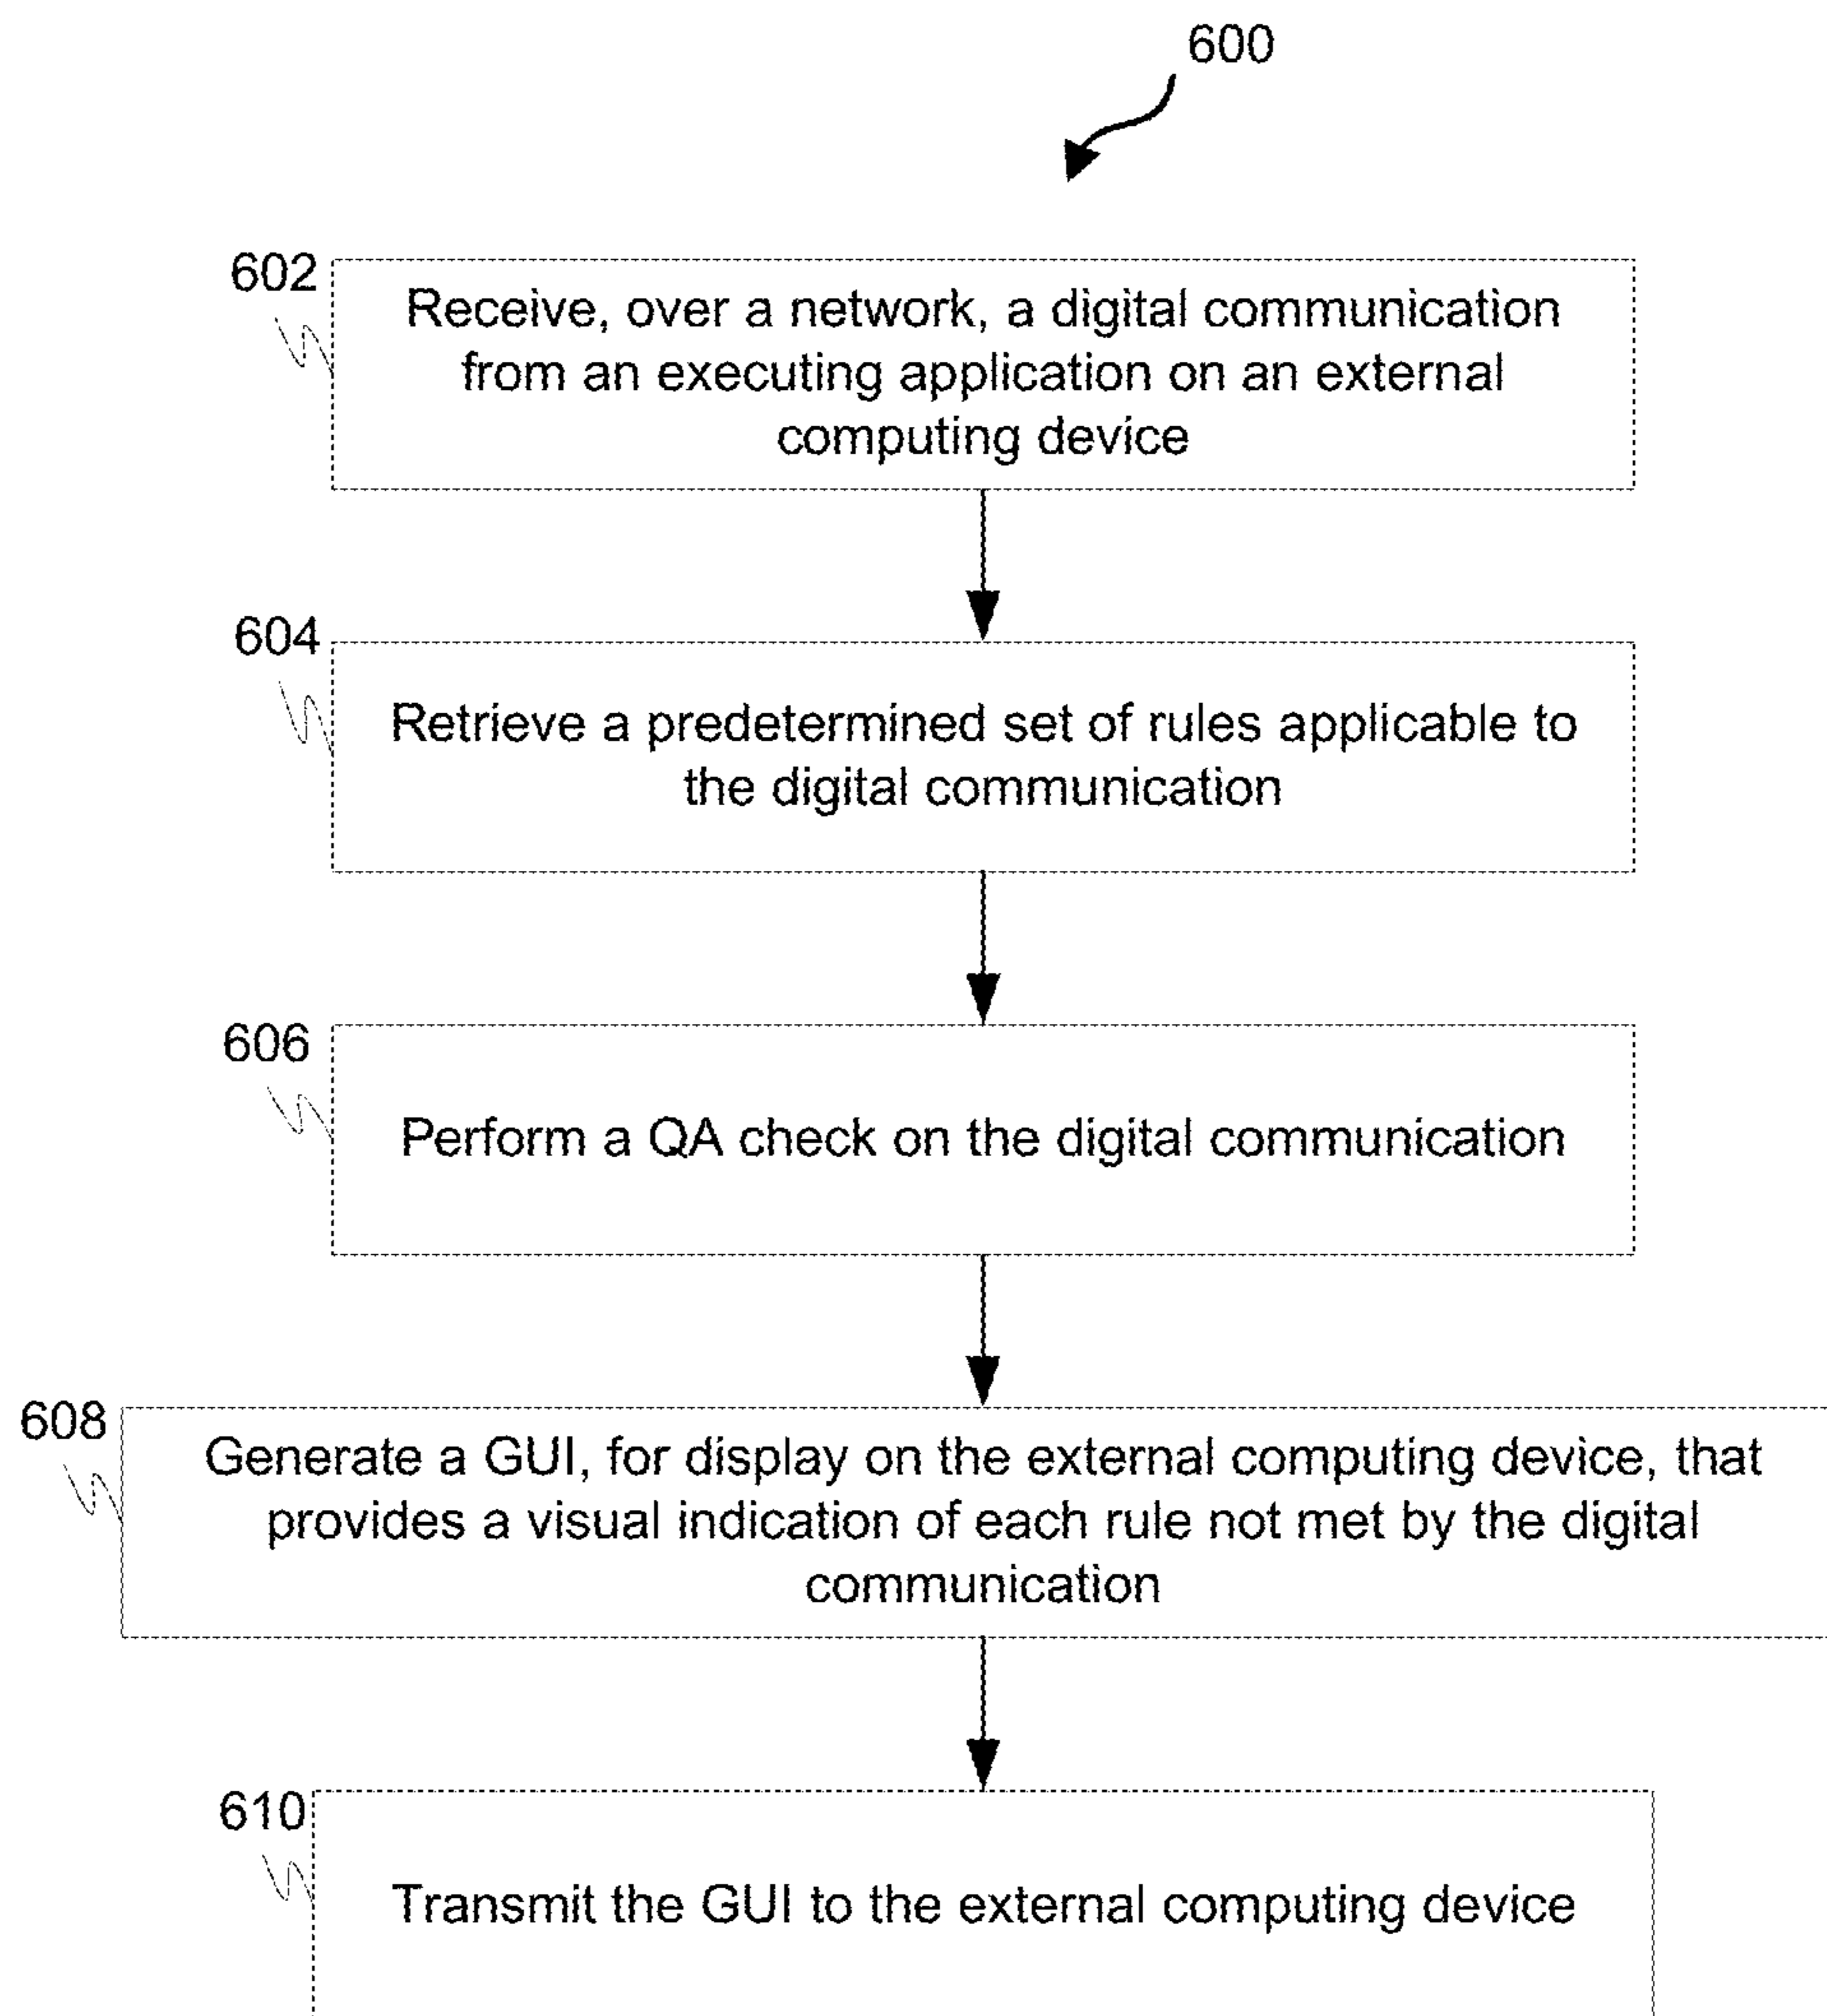 600
602
Receive, over a network, a digital communication
from an executing application on an external
computing device
604
Retrieve a predetermined set of rules applicable to
the digital communication
606
Perform a QA check on the digital communication
608
Generate a GUI, for display on the external computing device, that
provides a visual indication of each rule not met by the digital
communication
610
Transmit the GUI to the external computing device